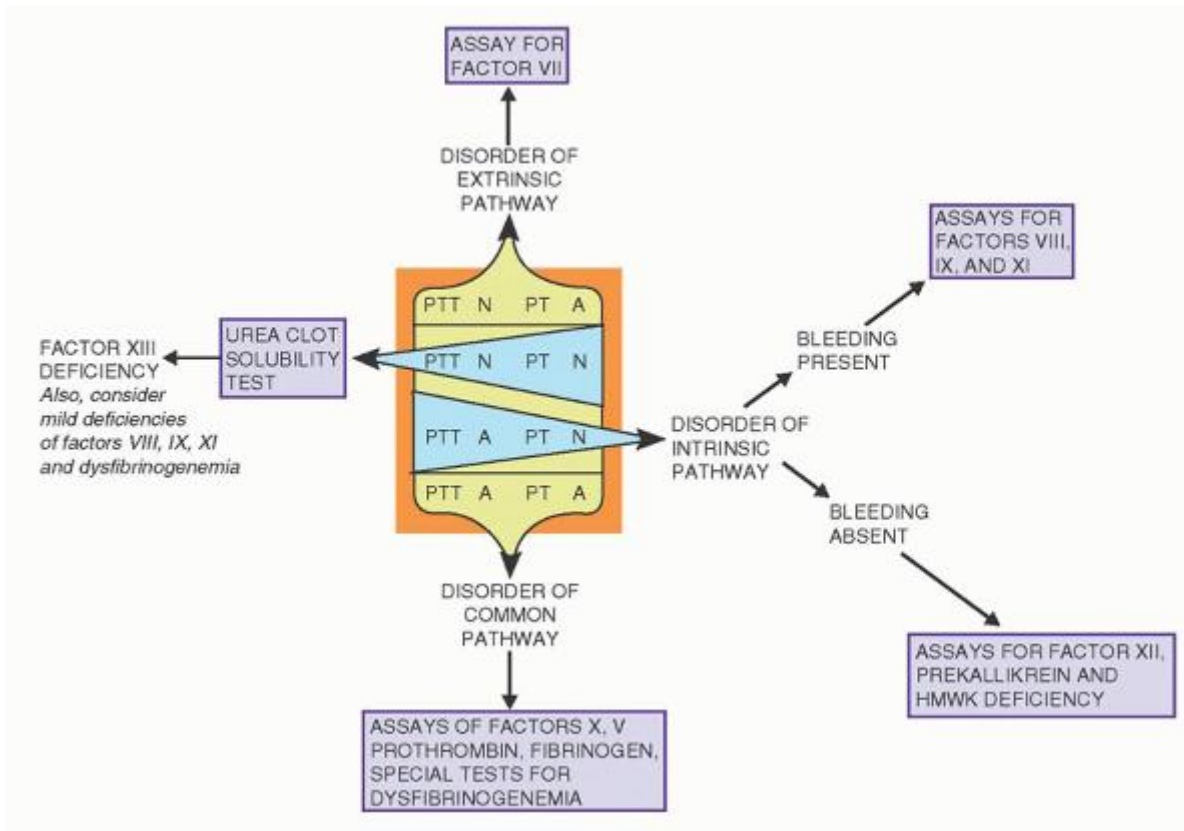 ASSAY FOR
FACTOR VII
DISORDER OF
EXTRINSIC
PATHWAY
PTT N PT A
PTT N PT N
PTT A PT N
PTT A PT A
UREA CLOT
SOLUBILITY
TEST
FACTOR XIII
DEFICIENCY
Also, consider
mild deficiencies
of factors VIII, IX, XI
and dysfibrinogenemia
DISORDER OF
INTRINSIC
PATHWAY
BLEEDING
PRESENT
ASSAYS FOR
FACTORS VIII,
IX, AND XI
BLEEDING
ABSENT
ASSAYS FOR FACTOR XII,
PREKALLIKREIN AND
HMWK DEFICIENCY
DISORDER OF
COMMON
PATHWAY
ASSAYS OF FACTORS X, V
PROTHROMBIN, FIBRINOGEN,
SPECIAL TESTS FOR
DYSFIBRINOGENEMIA